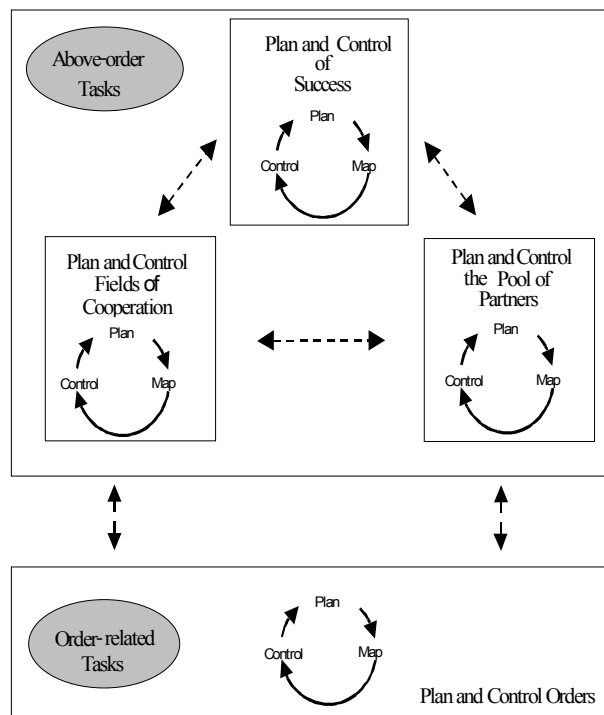 Above-order
Tasks
Plan and Control
of
Success
Plan
Control
Map
Plan and Control
Fields of
Cooperation
Plan
Control
Map
Plan and Control
the Pool of
Partners
Plan
Control
Map
Order-related
Tasks
Plan
Control
Map
Plan and Control Orders